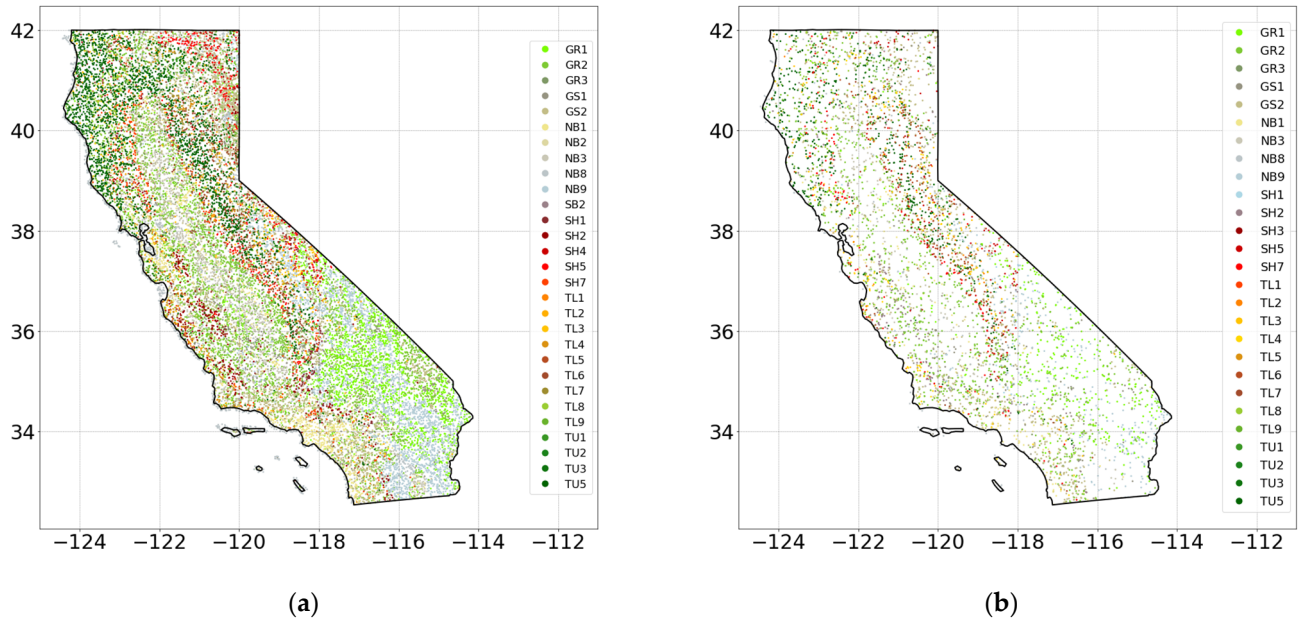 42
40
38
36
34
−124
−122
−120
−118
−116
−114
−112
GR1
GR2
GR3
GS1
GS2
NB1
NB2
NB3
NB8
NB9
SB2
SH1
SH2
SH4
SH5
SH7
TL1
TL2
TL3
TL4
TL5
TL6
TL7
TL8
TL9
TU1
TU2
TU3
TU5
(a)
42
40
38
36
34
−124
−122
−120
−118
−116
−114
−112
GR1
GR2
GR3
GS1
GS2
NB1
NB3
NB8
NB9
SH1
SH2
SH3
SH5
SH7
TL1
TL2
TL3
TL4
TL5
TL6
TL7
TL8
TL9
TU1
TU2
TU3
TU5
(b)